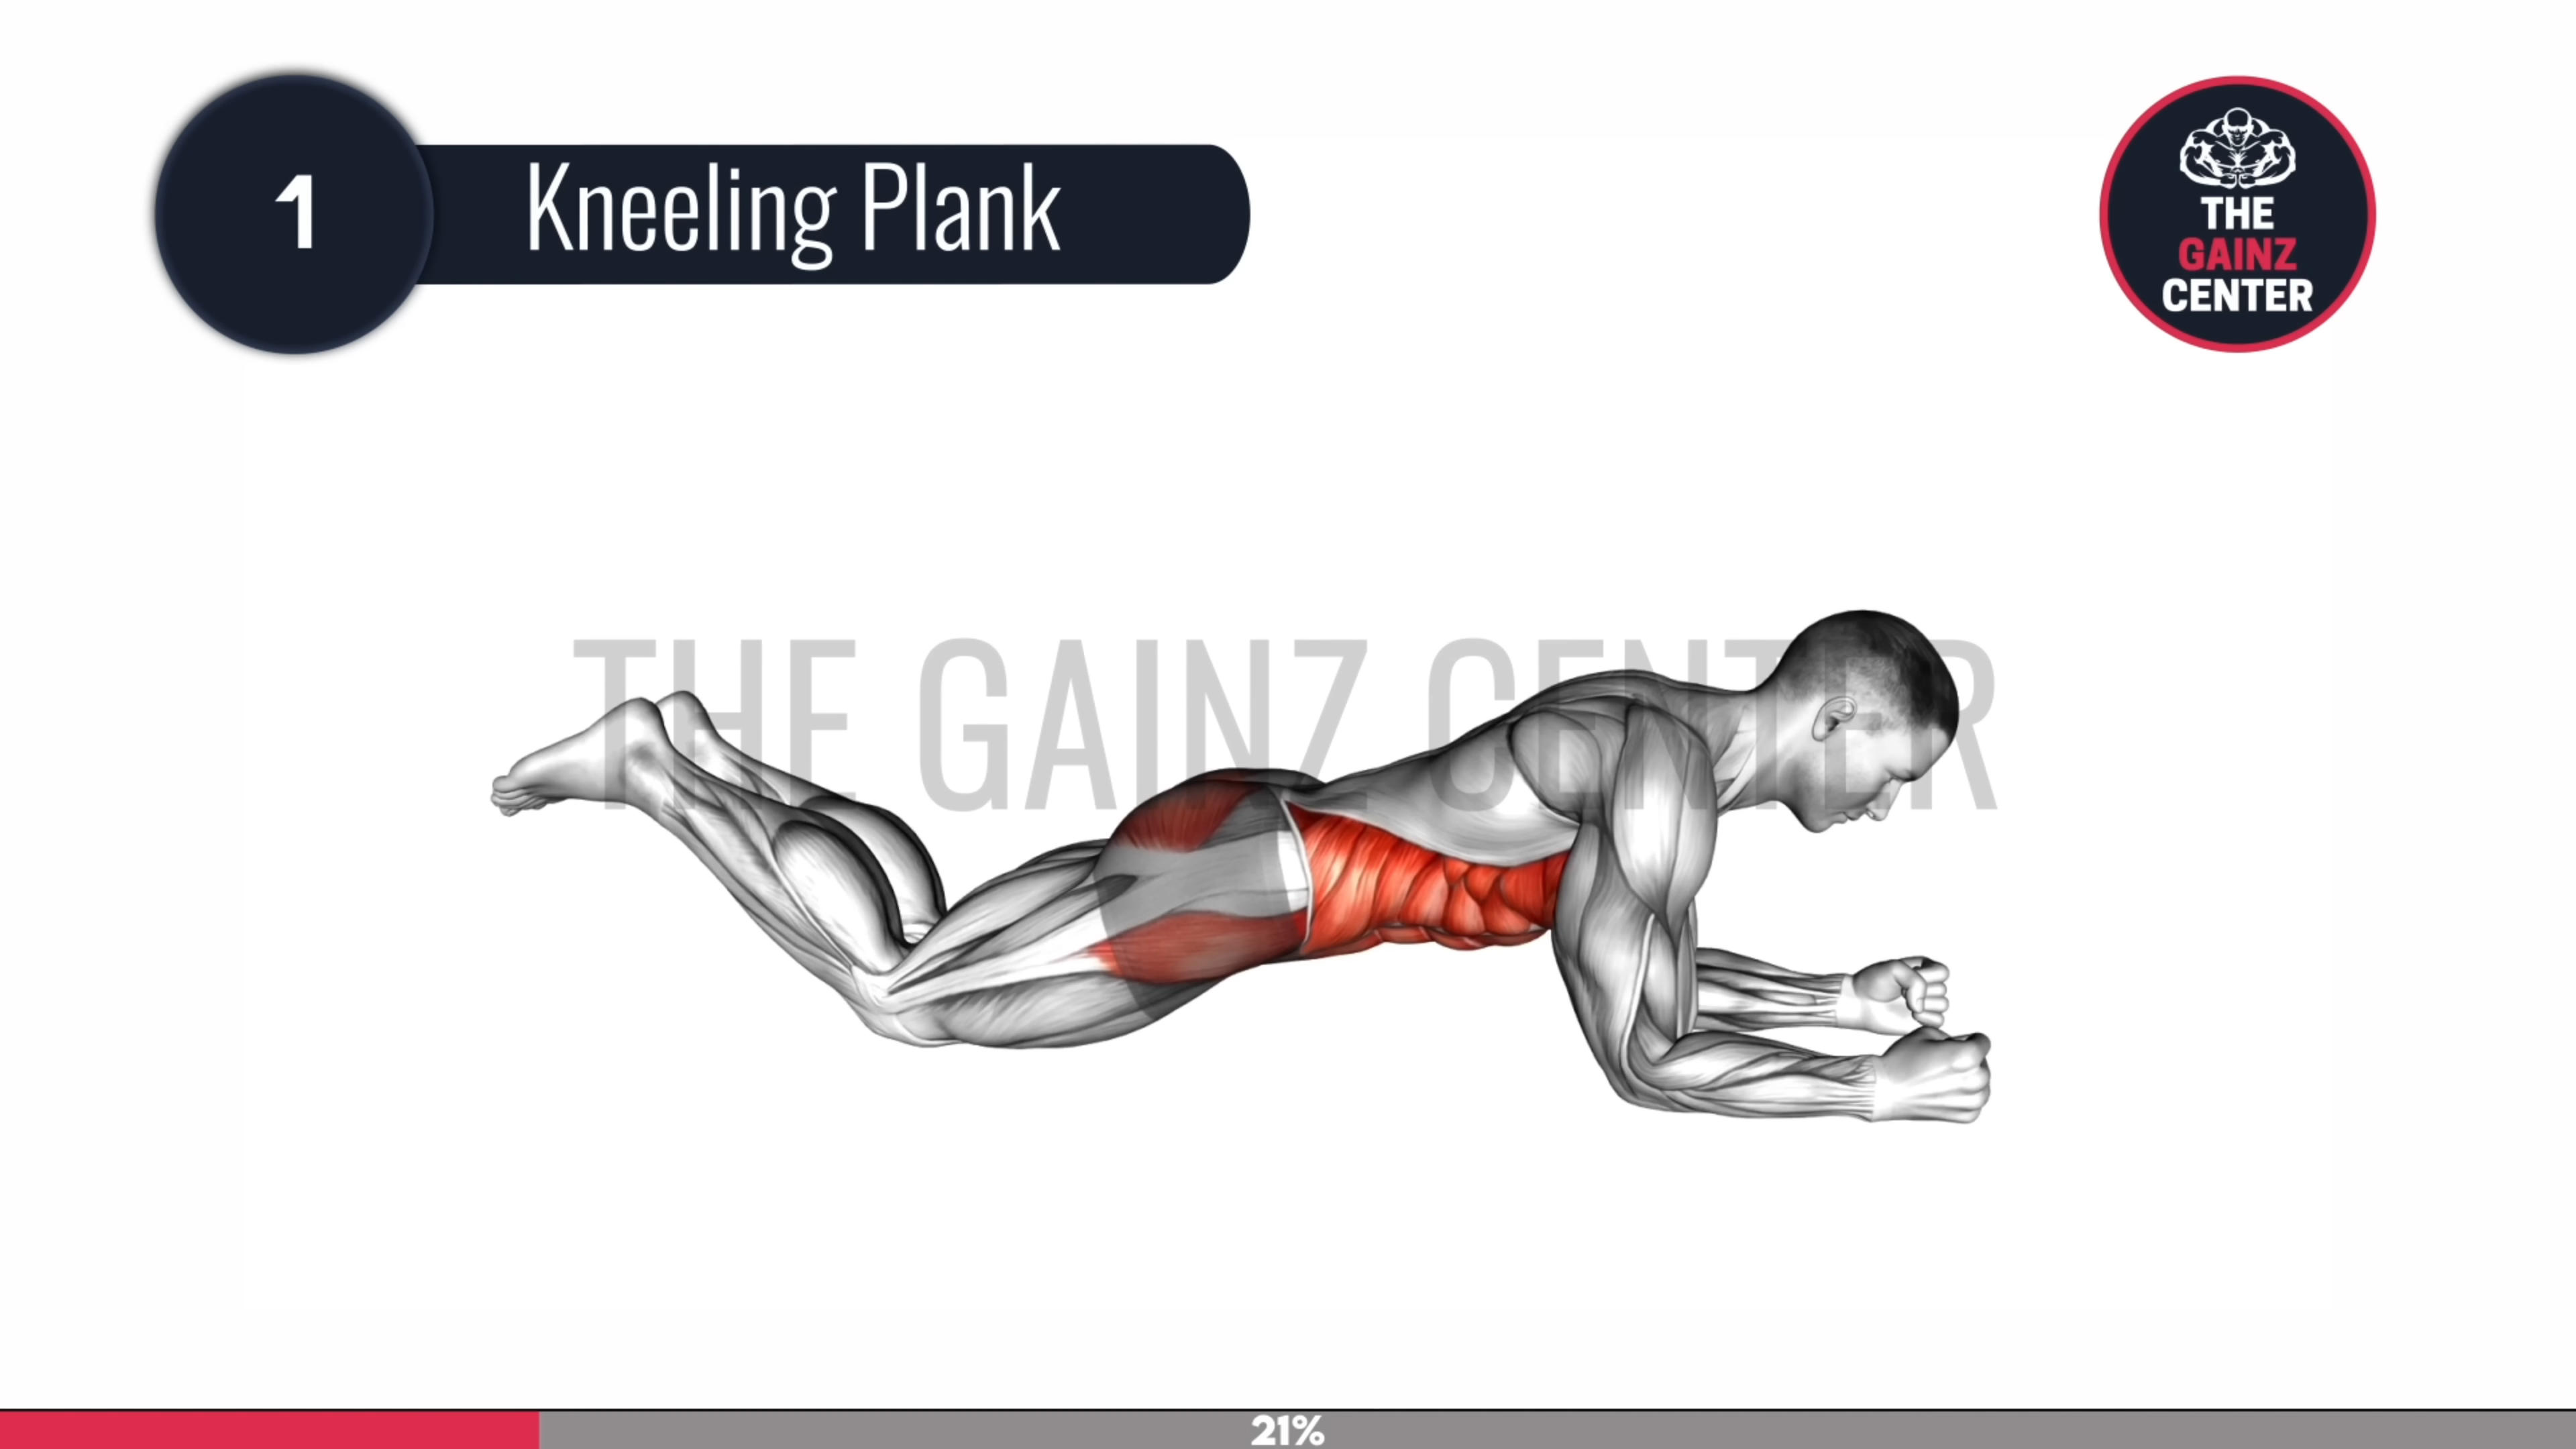 1
Kneeling Plank
THE
GAINZ
CENTER
THE GAINZ CENTER
21%